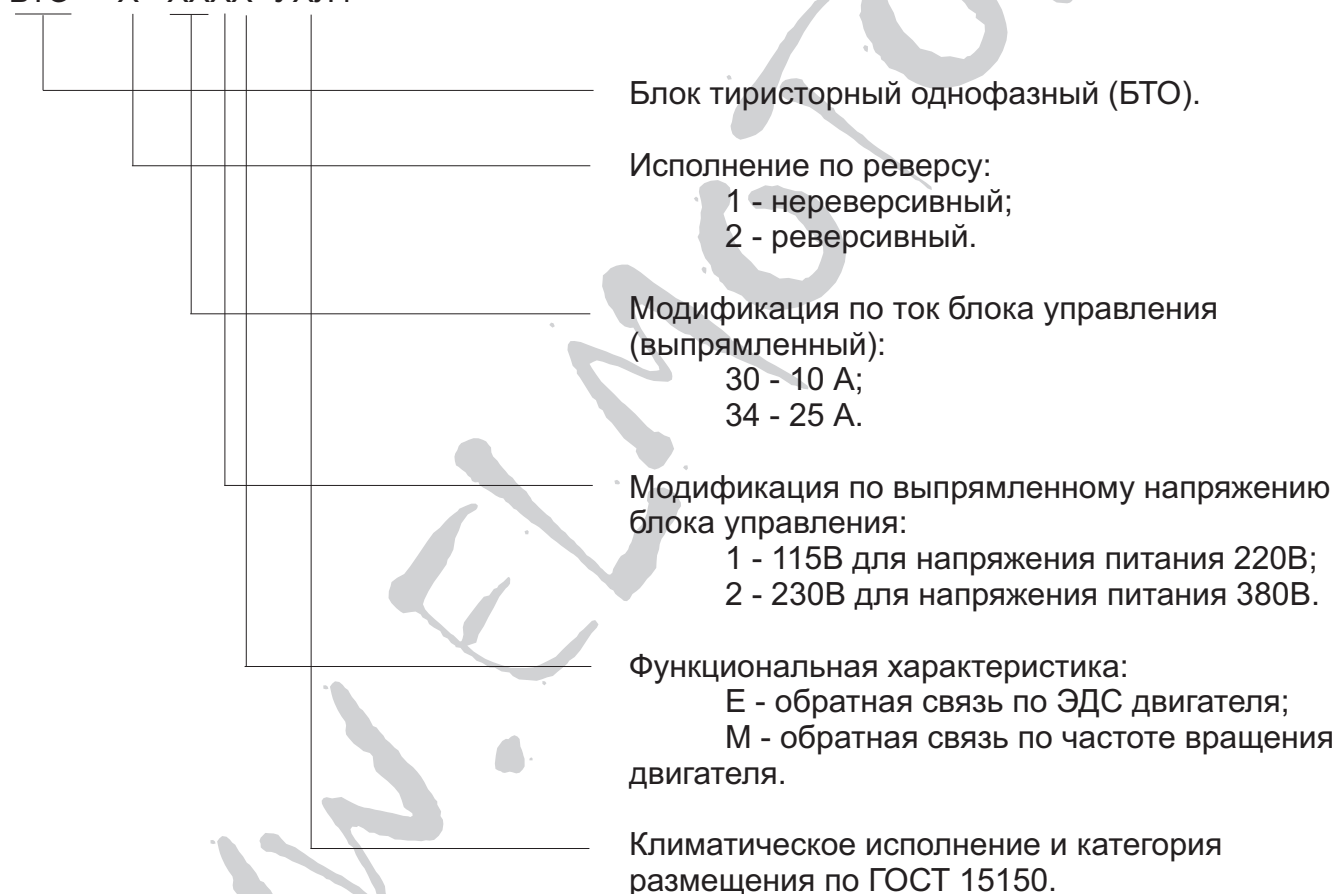 Блок тиристорный однофазный (БТО).
Исполнение по реверсу:
1 - нереверсивный;
2 - реверсивный.
Модификация по ток блока управления
(выпрямленный):
30 - 10 А;
34 - 25 А.
Модификация по выпрямленному напряжению
блока управления:
1 - 115В для напряжения питания 220В;
2 - 230В для напряжения питания 380В.
Функциональная характеристика:
Е - обратная связь по ЭДС двигателя;
М - обратная связь по частоте вращения
двигателя.
Климатическое исполнение и категория
размещения по ГОСТ 15150.
W.ELMOTO